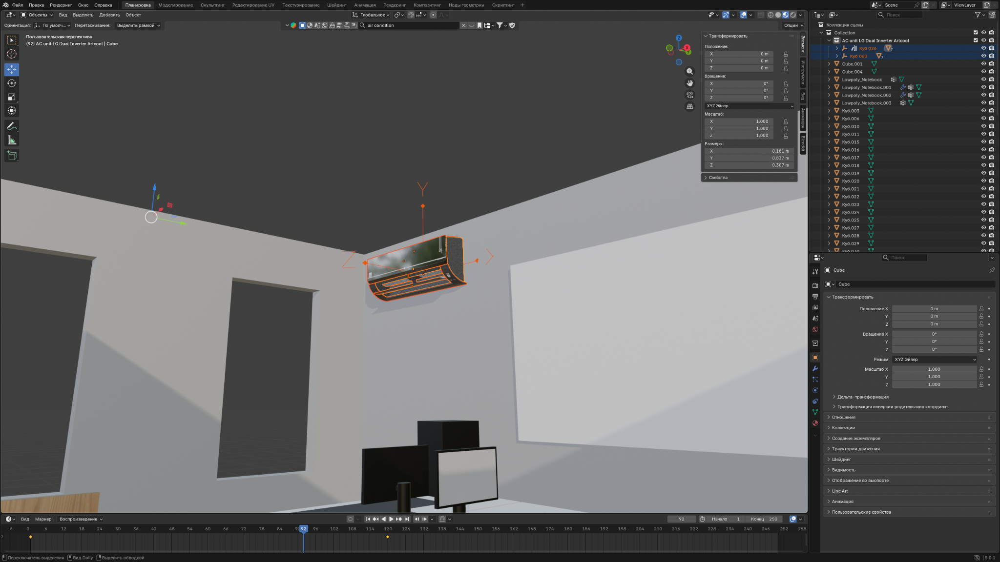 Файл Правка Рендеринг Окно Справка Планировка Моделирование Скульптинг Редактирование UV Текстурирование Шейдинг Анимация Рендеринг Композитинг Ноды геометрии Скриптинг + Scene ViewLayer
Объекты Вид Выделить Добавить Объект Глобальное Поиск
Ориентация: По умолч... Перетаскивание: Выделить рамкой air condition Опции
Пользовательская перспектива
(92) AC unit LG Dual Inverter Artcool | Cube
Y
Z
X
Z
X
Y
Трансформировать
Положение:
X 0 m
Y 0 m
Z 0 m
Вращение:
X 0°
Y 0°
Z 0°
XYZ Эйлер
Масштаб:
X 1.000
Y 1.000
Z 1.000
Размеры:
X 0.181 m
Y 0.837 m
Z 0.307 m
Свойства
Элемент
Инструмент
Вид
Анимация
BlendKit
Коллекция сцены
Collection
AC unit LG Dual Inverter Artcool
Куб 026 7
Куб 060 7
Cube.001
Cube.004
Lowpoly_Notebook
Lowpoly_Notebook.001
Lowpoly_Notebook.002
Lowpoly_Notebook.003
Куб.003
Куб.006
Куб.010
Куб.011
Куб.015
Куб.016
Куб.017
Куб.018
Куб.019
Куб.020
Куб.021
Куб.022
Куб.023
Куб.024
Куб.025
Куб.027
Куб.028
Куб.029
Куб.030
Поиск
Cube
Cube
Трансформировать
Положение X 0 m
Y 0 m
Z 0 m
Вращение X 0°
Y 0°
Z 0°
Режим XYZ Эйлер
Масштаб X 1.000
Y 1.000
Z 1.000
Дельта-трансформация
Трансформация инверсии родительских координат
Отношения
Коллекции
Создание экземпляров
Траектории движения
Шейдинг
Видимость
Отображение во вьюпорте
Line Art
Анимация
Пользовательские свойства
Вид Маркер Воспроизведение 92 Начало 1 Конец 250
-6 0 6 12 18 24 30 36 42 48 54 60 66 72 78 84 92 96 102 108 114 120 126 132 138 144 150 156 162 168 174 180 186 192 198 204 210 216 222 228 234 240 246 252 258
Переключатель выделения Вид Dolly Выделить обводкой 5.0.1